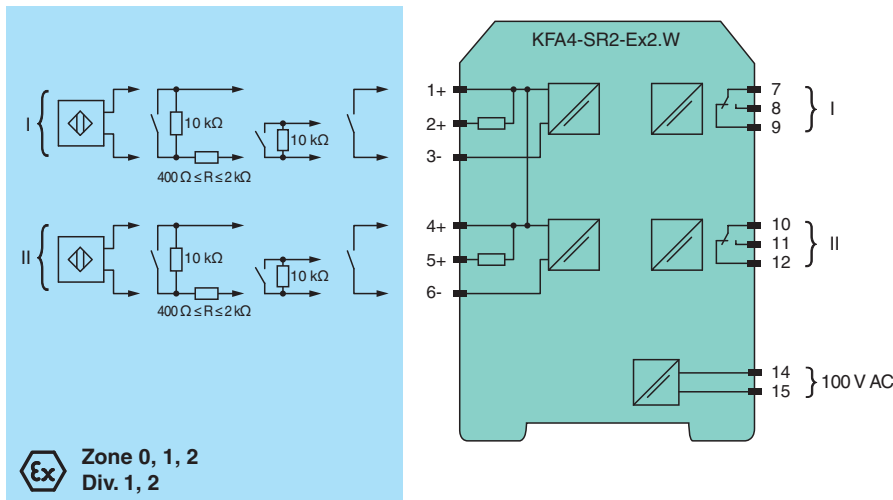 KFA4-SR2-Ex2.W
I
10 kΩ
400 Ω ≤ R ≤ 2 kΩ
10 kΩ
1+
2+
3-
7
8
9
I
II
10 kΩ
400 Ω ≤ R ≤ 2 kΩ
10 kΩ
4+
5+
6-
10
11
12
II
14
15
100 V AC
Ex
Zone 0, 1, 2
Div. 1, 2